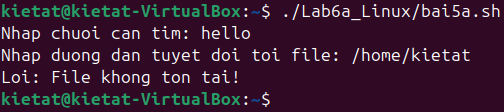 kietat@kietat-VirtualBox:~$ ./Lab6a_Linux/bai5a.sh
Nhap chuoi can tim: hello
Nhap duong dan tuyet doi toi file: /home/kietat
Loi: File khong ton tai!
kietat@kietat-VirtualBox:~$